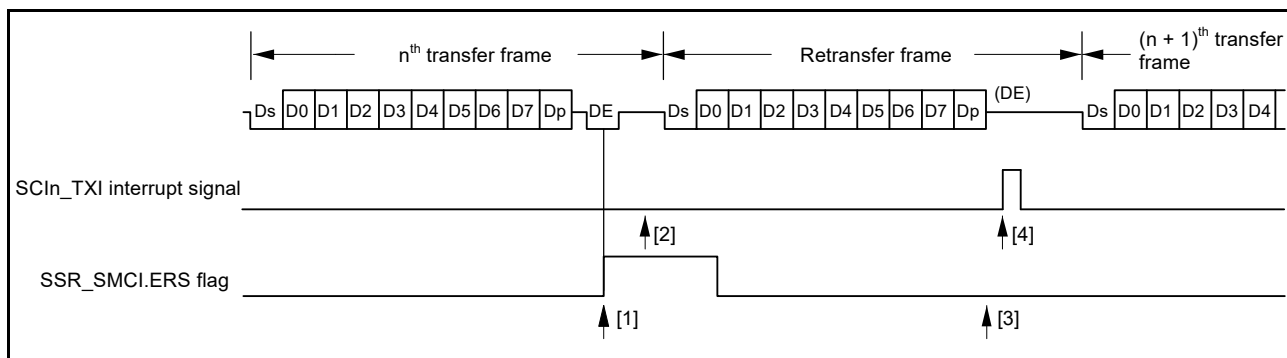 nth transfer frame
Retransfer frame
(n + 1)th transfer
frame
Ds D0 D1 D2 D3 D4 D5 D6 D7 Dp DE Ds D0 D1 D2 D3 D4 D5 D6 D7 Dp (DE) Ds D0 D1 D2 D3 D4
SCIn_TXI interrupt signal
[2] [4]
SSR_SMCI.ERS flag
[1] [3]